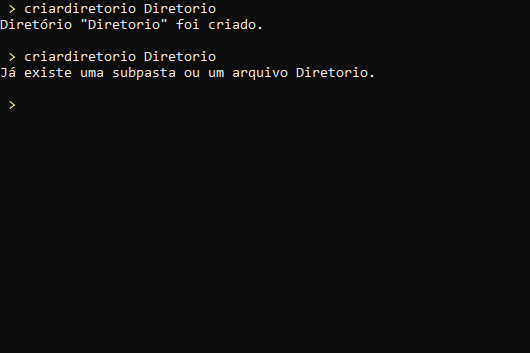 > criardiretorio Diretorio
Diretório "Diretorio" foi criado.
> criardiretorio Diretorio
Já existe uma subpasta ou um arquivo Diretorio.
>